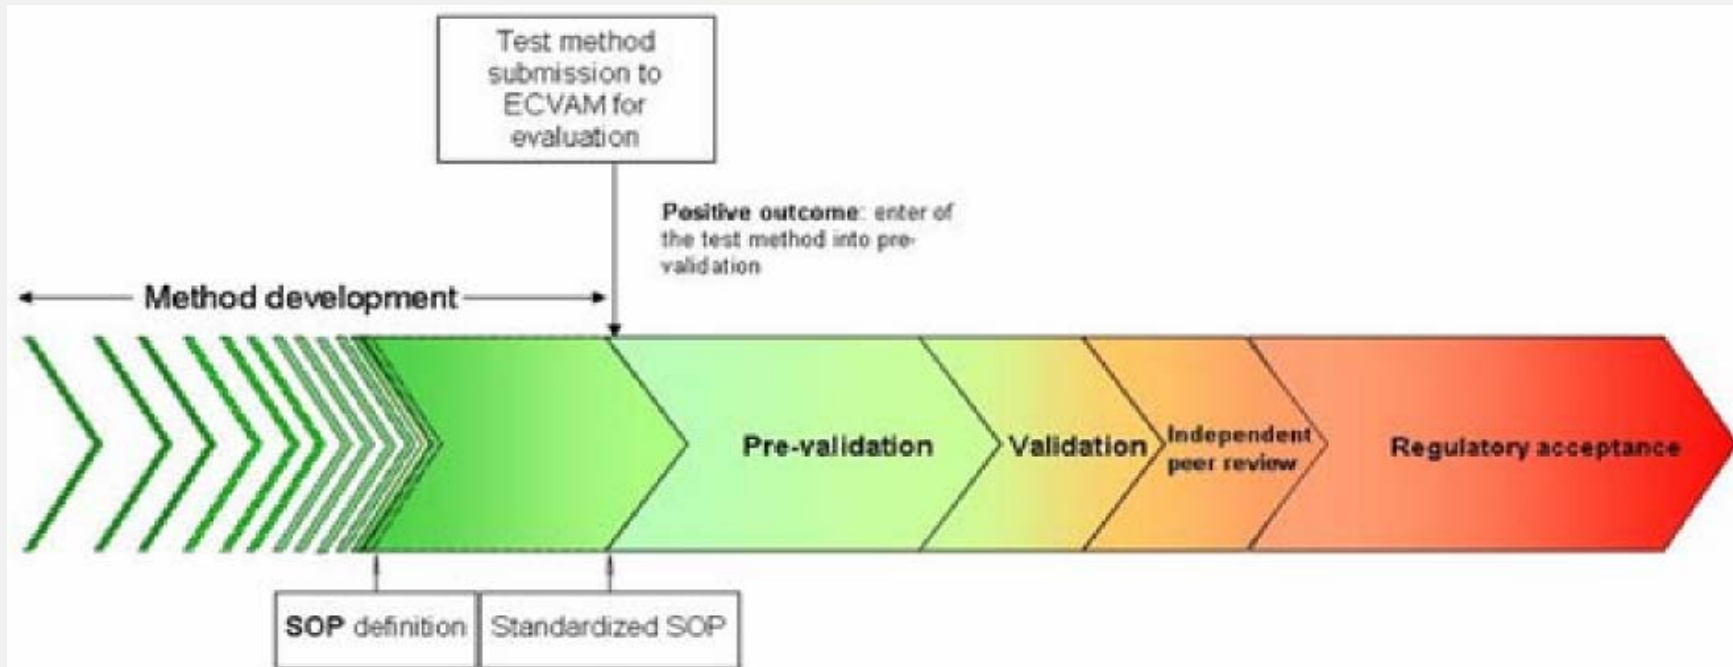 Test method
submission to
ECVAM for
evaluation
Positive outcome: enter of
the test method into pre-
validation
Method development
Pre-validation
Validation
Independent
peer review
Regulatory acceptance
SOP definition
Standardized SOP